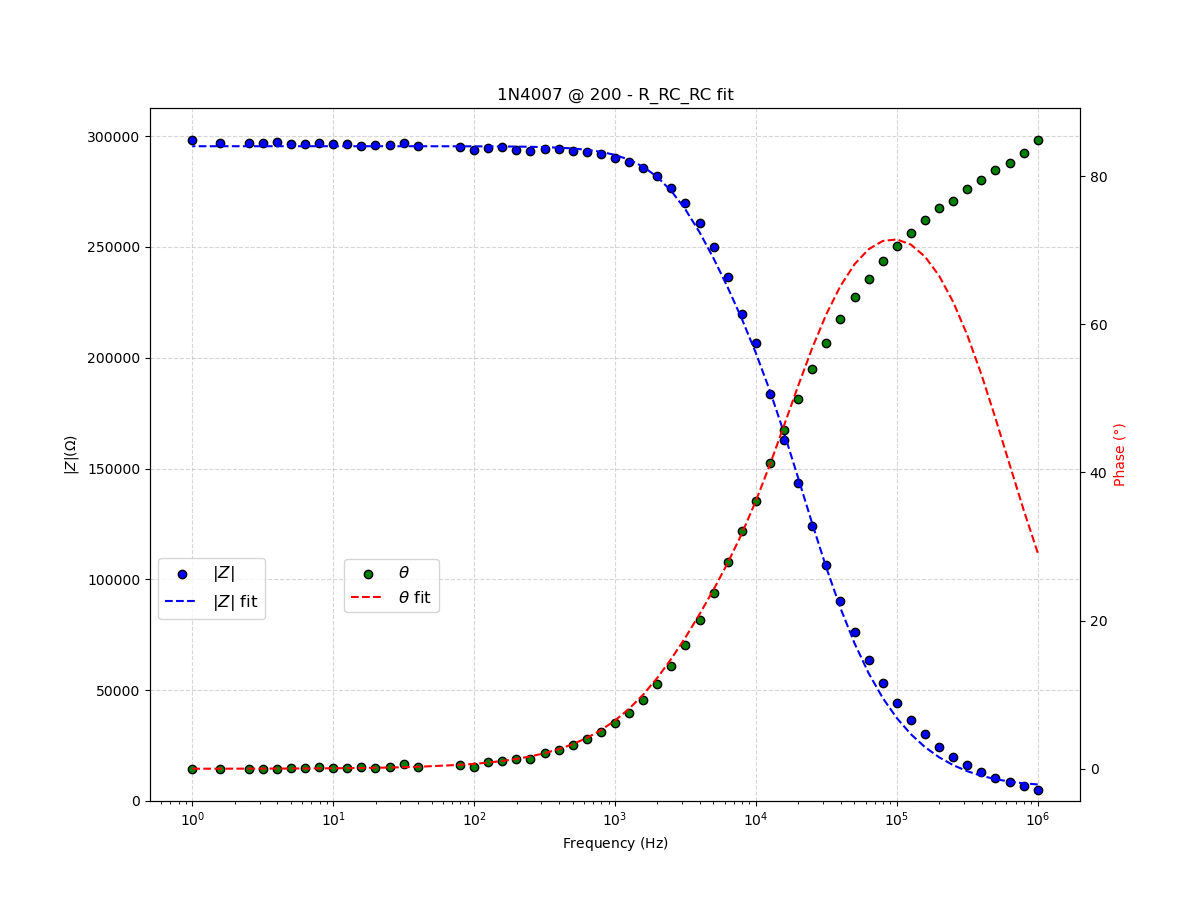 1N4007 @ 200 - R_RC_RC fit
300000
250000
200000
150000
100000
50000
0
|Z|(Ω)
80
60
40
20
0
Phase (°)
|Z|
|Z| fit
θ
θ fit
10⁰
10¹
10²
10³
10⁴
10⁵
10⁶
Frequency (Hz)